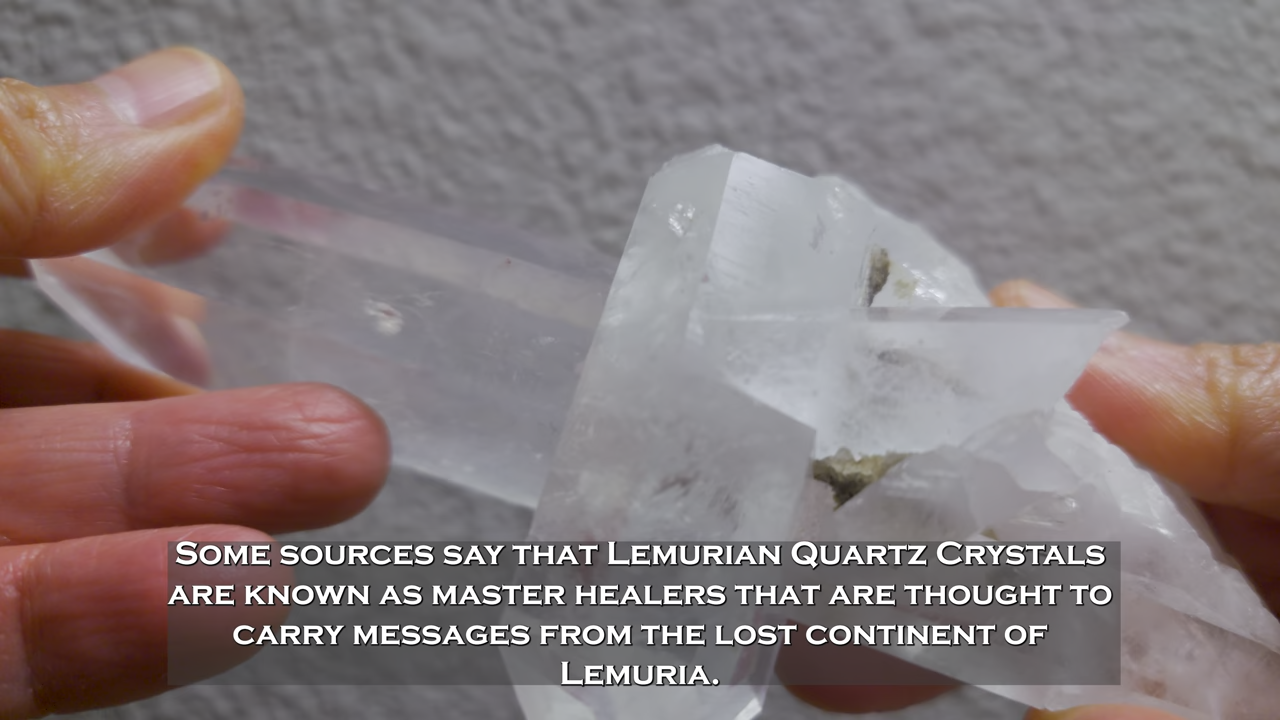 Some sources say that Lemurian Quartz Crystals
are known as master healers that are thought to
carry messages from the lost continent of
Lemuria.